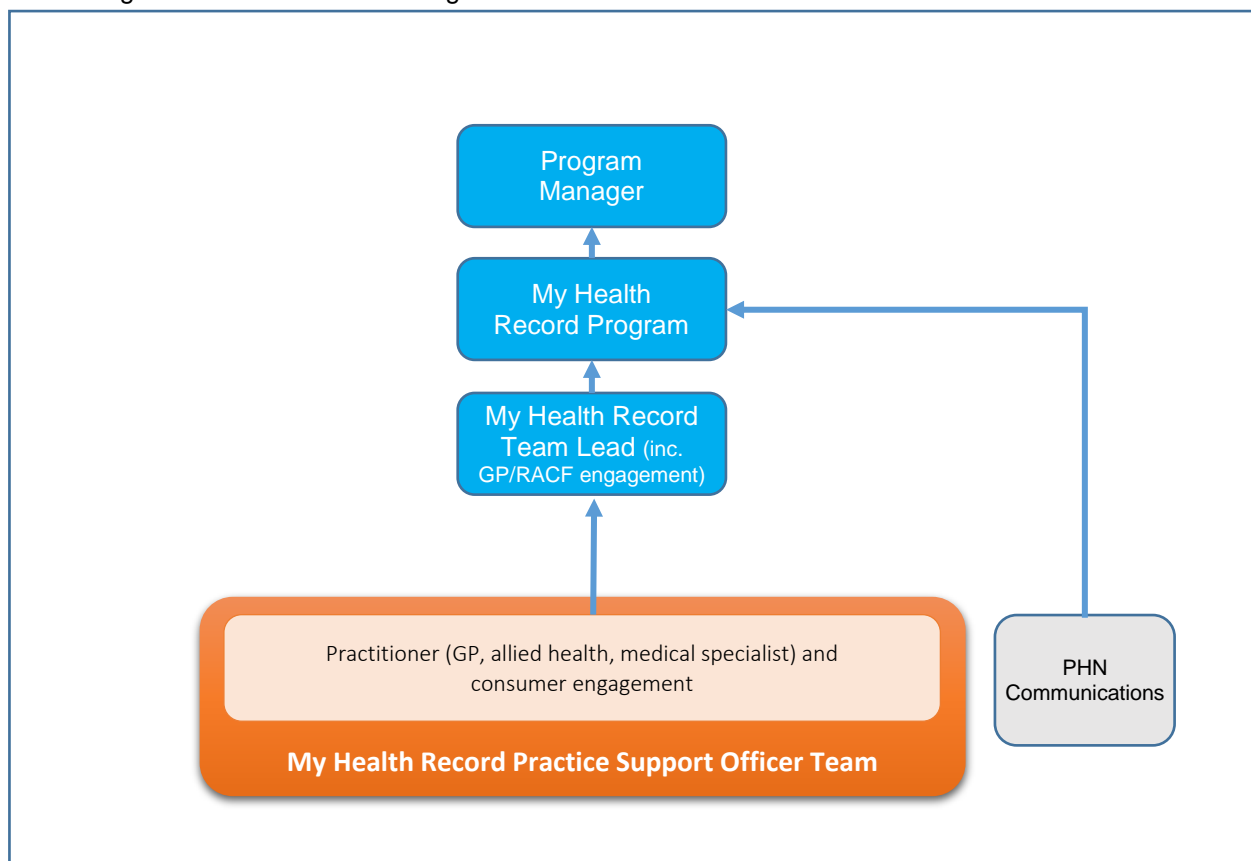 Program
Manager
My Health
Record Program
My Health Record
Team Lead (inc.
GP/RACF engagement)
Practitioner (GP, allied health, medical specialist) and
consumer engagement
My Health Record Practice Support Officer Team
PHN
Communications